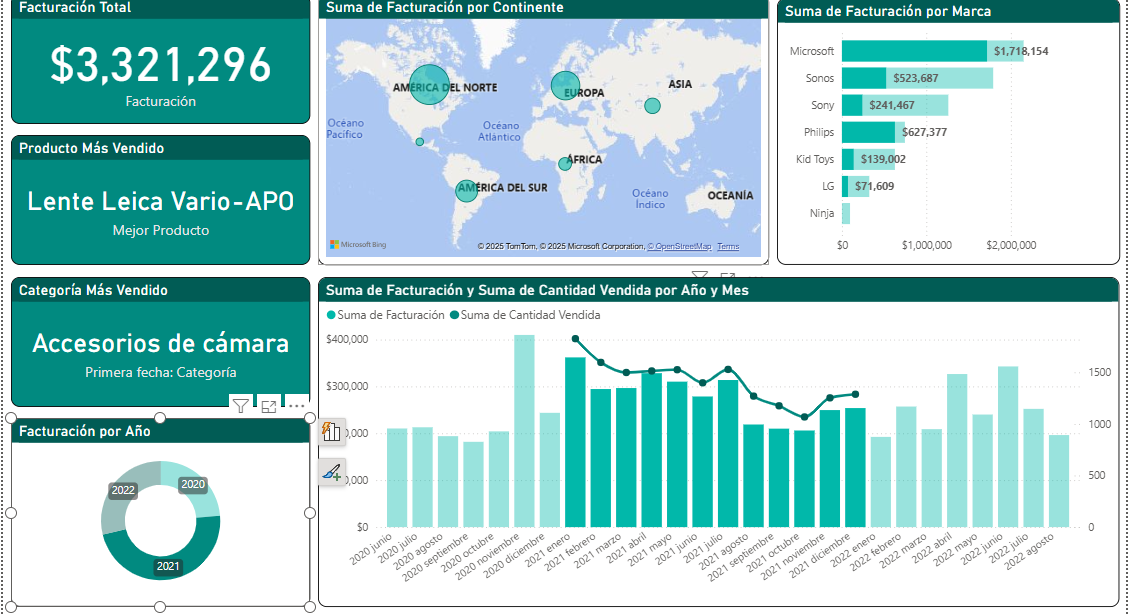 Facturación Total
$3,321,296
Facturación
Producto Más Vendido
Lente Leica Vario-APO
Mejor Producto
Categoría Más Vendido
Accesorios de cámara
Primera fecha: Categoría
Facturación por Año
2022
2020
2021
Suma de Facturación por Continente
AMÉRICA DEL NORTE
EUROPA
ASIA
Océano
Pacífico
Océano
Atlántico
ÁFRICA
AMÉRICA DEL SUR
Océano
Índico
OCEANÍA
Microsoft Bing
© 2025 TomTom, © 2025 Microsoft Corporation, © OpenStreetMap Terms
Suma de Facturación por Marca
Microsoft $1,718,154
Sonos $523,687
Sony $241,467
Philips $627,377
Kid Toys $139,002
LG $71,609
Ninja
$0 $1,000,000 $2,000,000
Suma de Facturación y Suma de Cantidad Vendida por Año y Mes
Suma de Facturación Suma de Cantidad Vendida
$400,000
$300,000 1500
0,000 1000
0,000 500
$0 0
2020 junio
2020 julio
2020 agosto
2020 septiembre
2020 octubre
2020 noviembre
2020 diciembre
2021 enero
2021 febrero
2021 marzo
2021 abril
2021 mayo
2021 junio
2021 julio
2021 agosto
2021 septiembre
2021 octubre
2021 noviembre
2021 diciembre
2022 enero
2022 febrero
2022 marzo
2022 abril
2022 mayo
2022 junio
2022 julio
2022 agosto